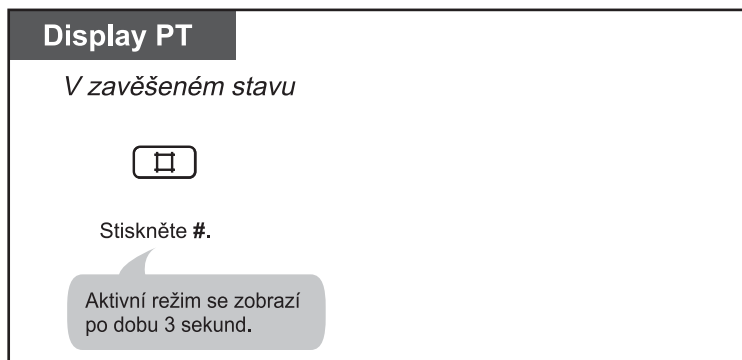 Display PT
V zavěšeném stavu
#
Stiskněte #.
Aktivní režim se zobrazí
po dobu 3 sekund.